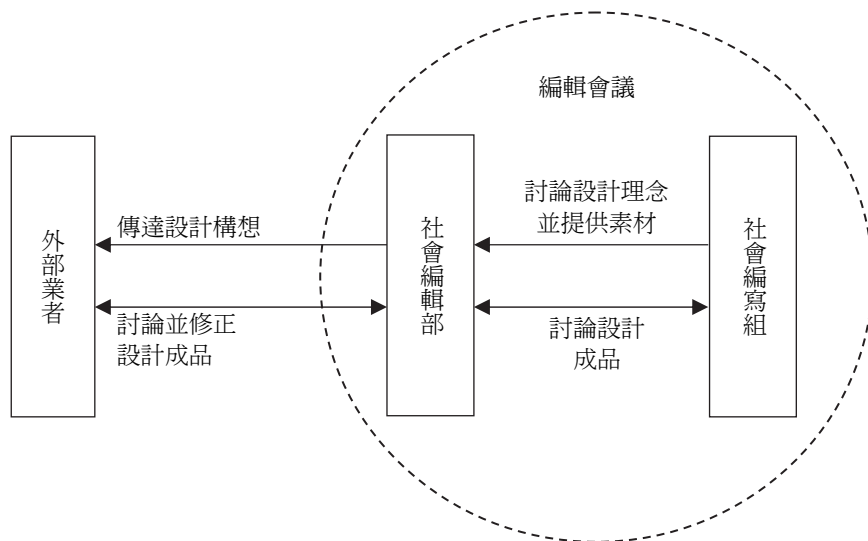 編輯會議
外部業者
傳達設計構想
討論並修正
設計成品
社會編輯部
討論設計理念
並提供素材
討論設計
成品
社會編寫組